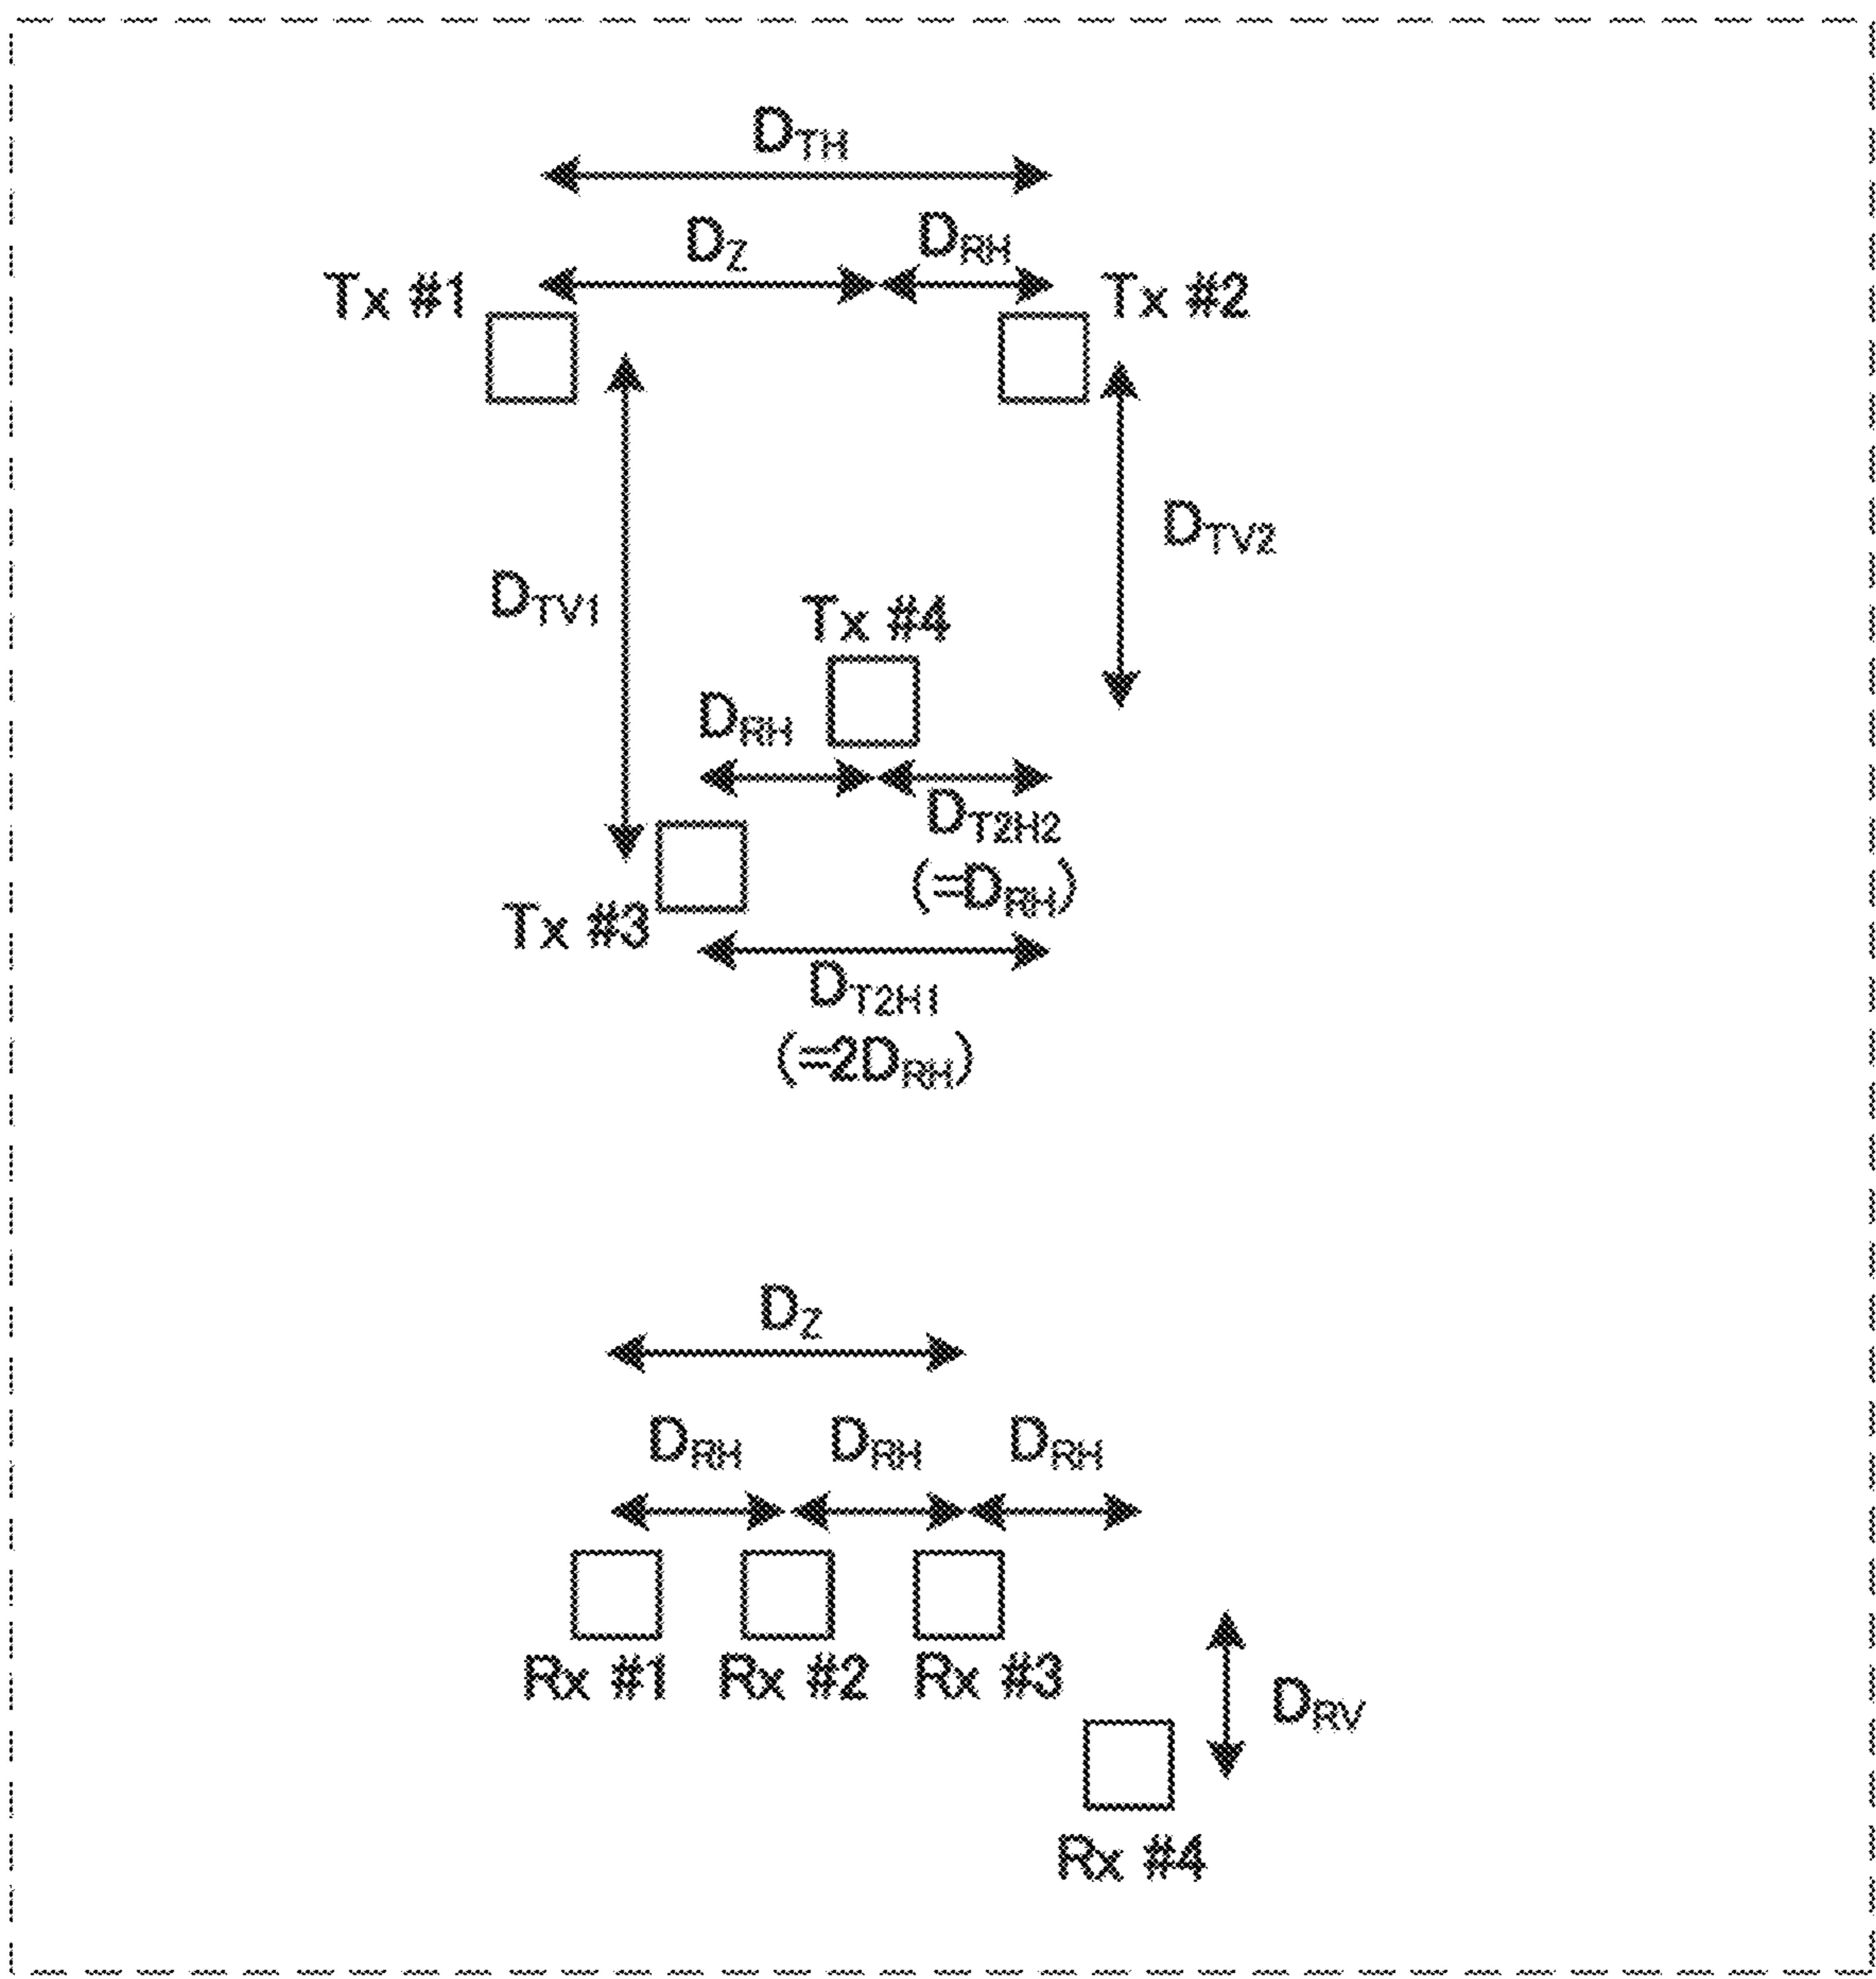 DTH
DZ
DRH
Tx #1
Tx #2
DTV2
DTV1
Tx #4
DRH
DT2H2
(=DRH)
Tx #3
DT2H1
(=2DRH)
DZ
DRH DRH DRH
Rx #1 Rx #2 Rx #3
DRV
Rx #4